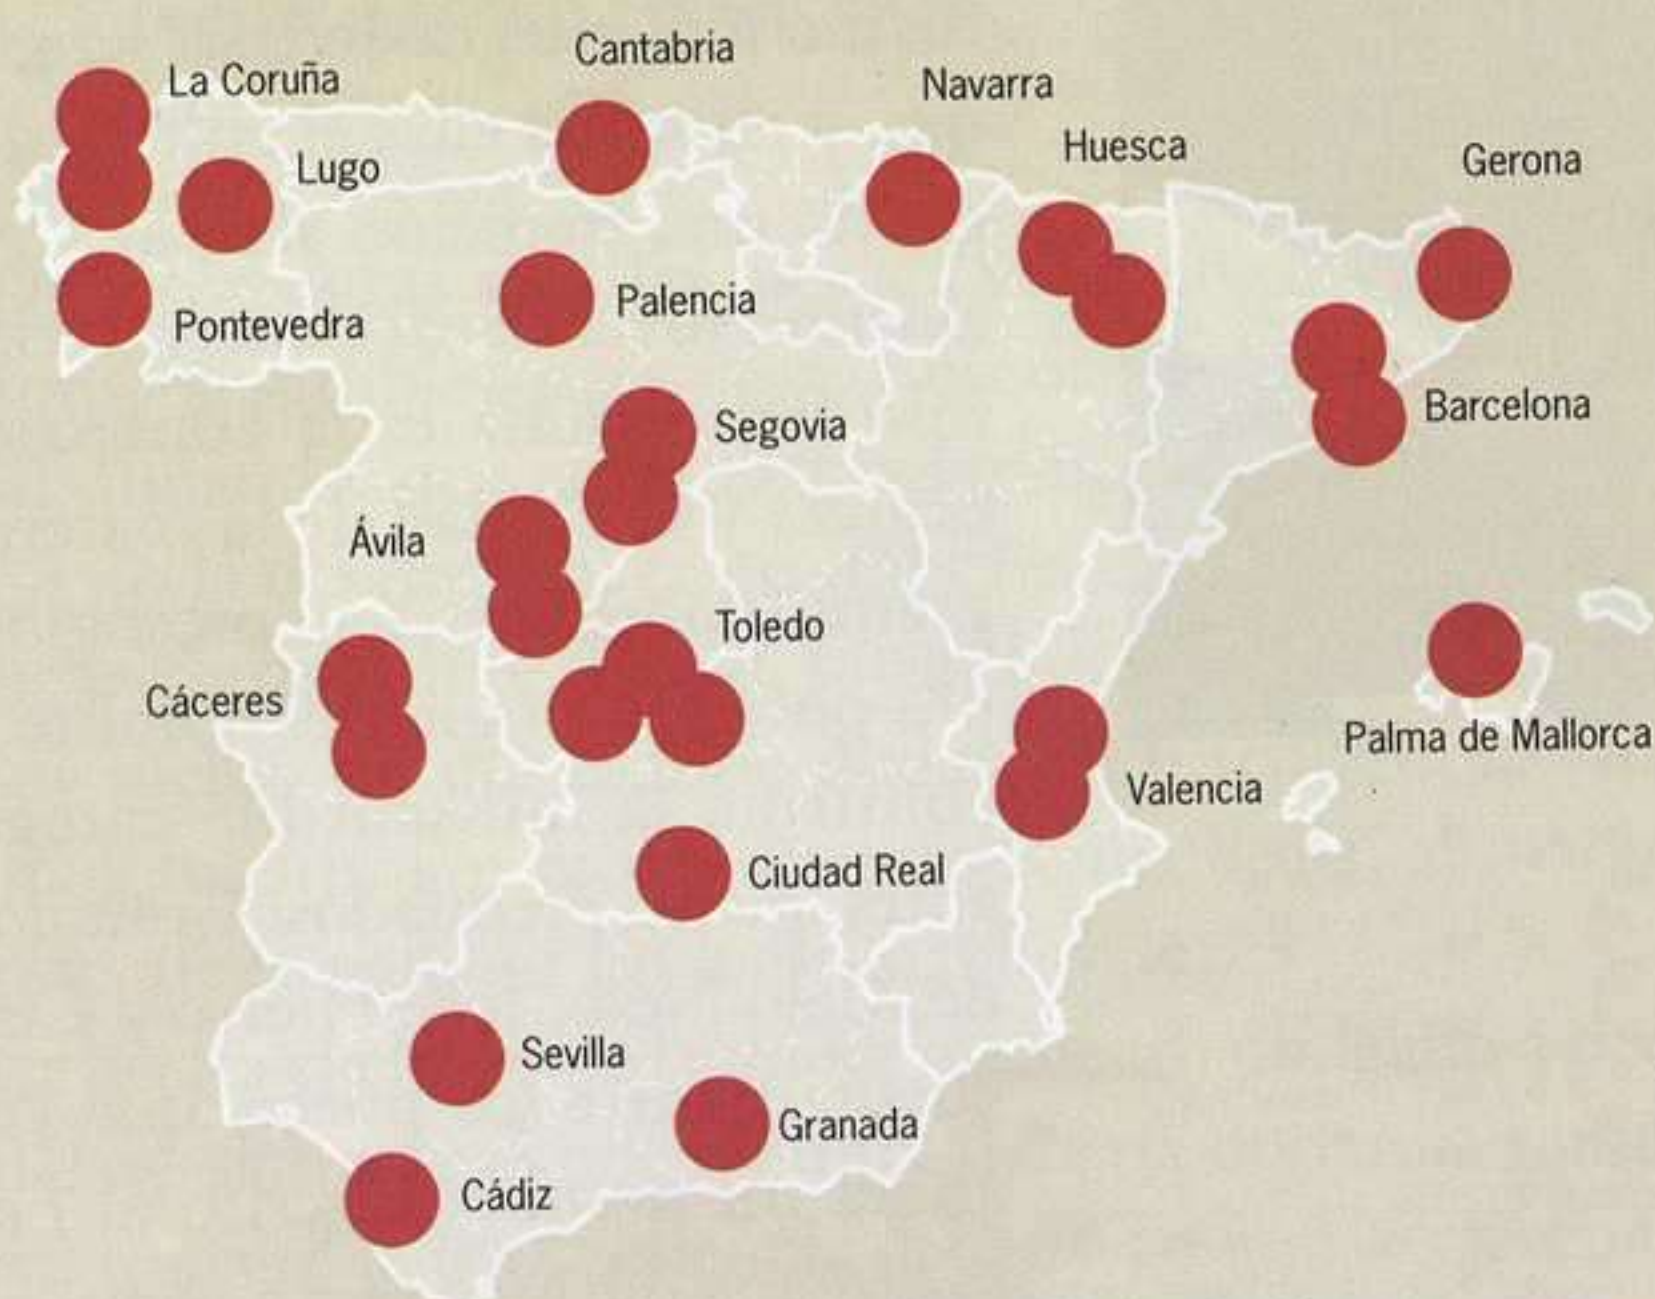 Cantabria
La Coruña
Navarra
Huesca
Gerona
Lugo
Palencia
Pontevedra
Barcelona
Segovia
Ávila
Toledo
Cáceres
Palma de Mallorca
Valencia
Ciudad Real
Sevilla
Granada
Cádiz